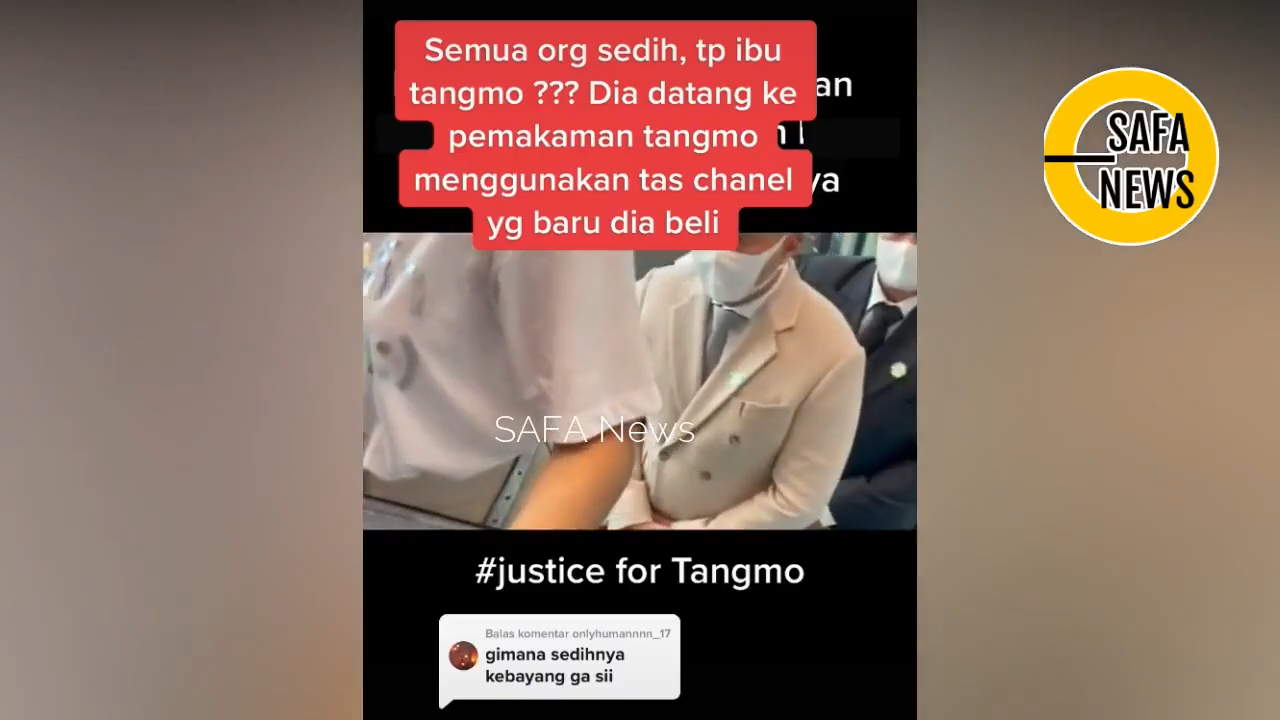 Semua org sedih, tp ibu
tangmo ??? Dia datang ke
pemakaman tangmo
menggunakan tas chanel
yg baru dia beli
SAFA
NEWS
SAFA News
#justice for Tangmo
Balas komentar onlyhumannnn_17
gimana sedihnya
kebayang ga sii